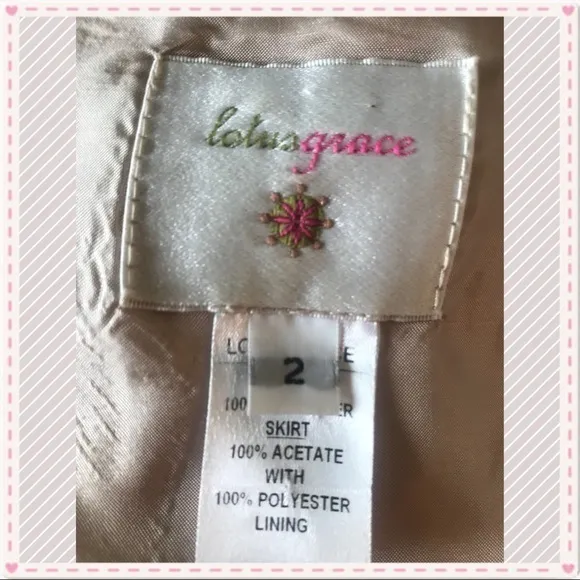 lotusgrace
2
SKIRT
100% ACETATE
WITH
100% POLYESTER
LINING